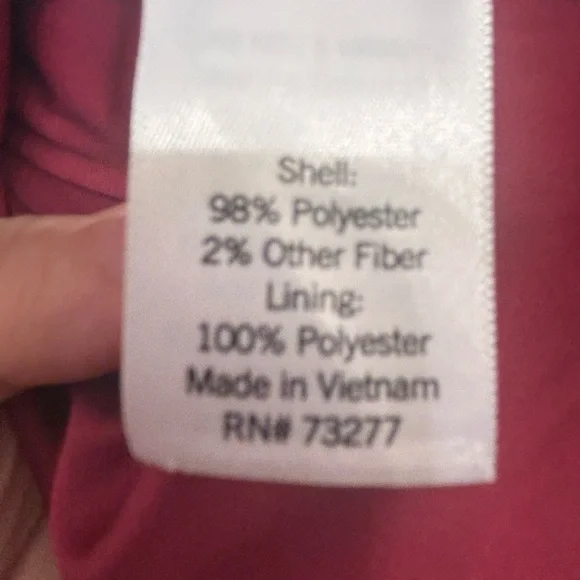 Shell:
98% Polyester
2% Other Fiber
Lining:
100% Polyester
Made in Vietnam
RN# 73277